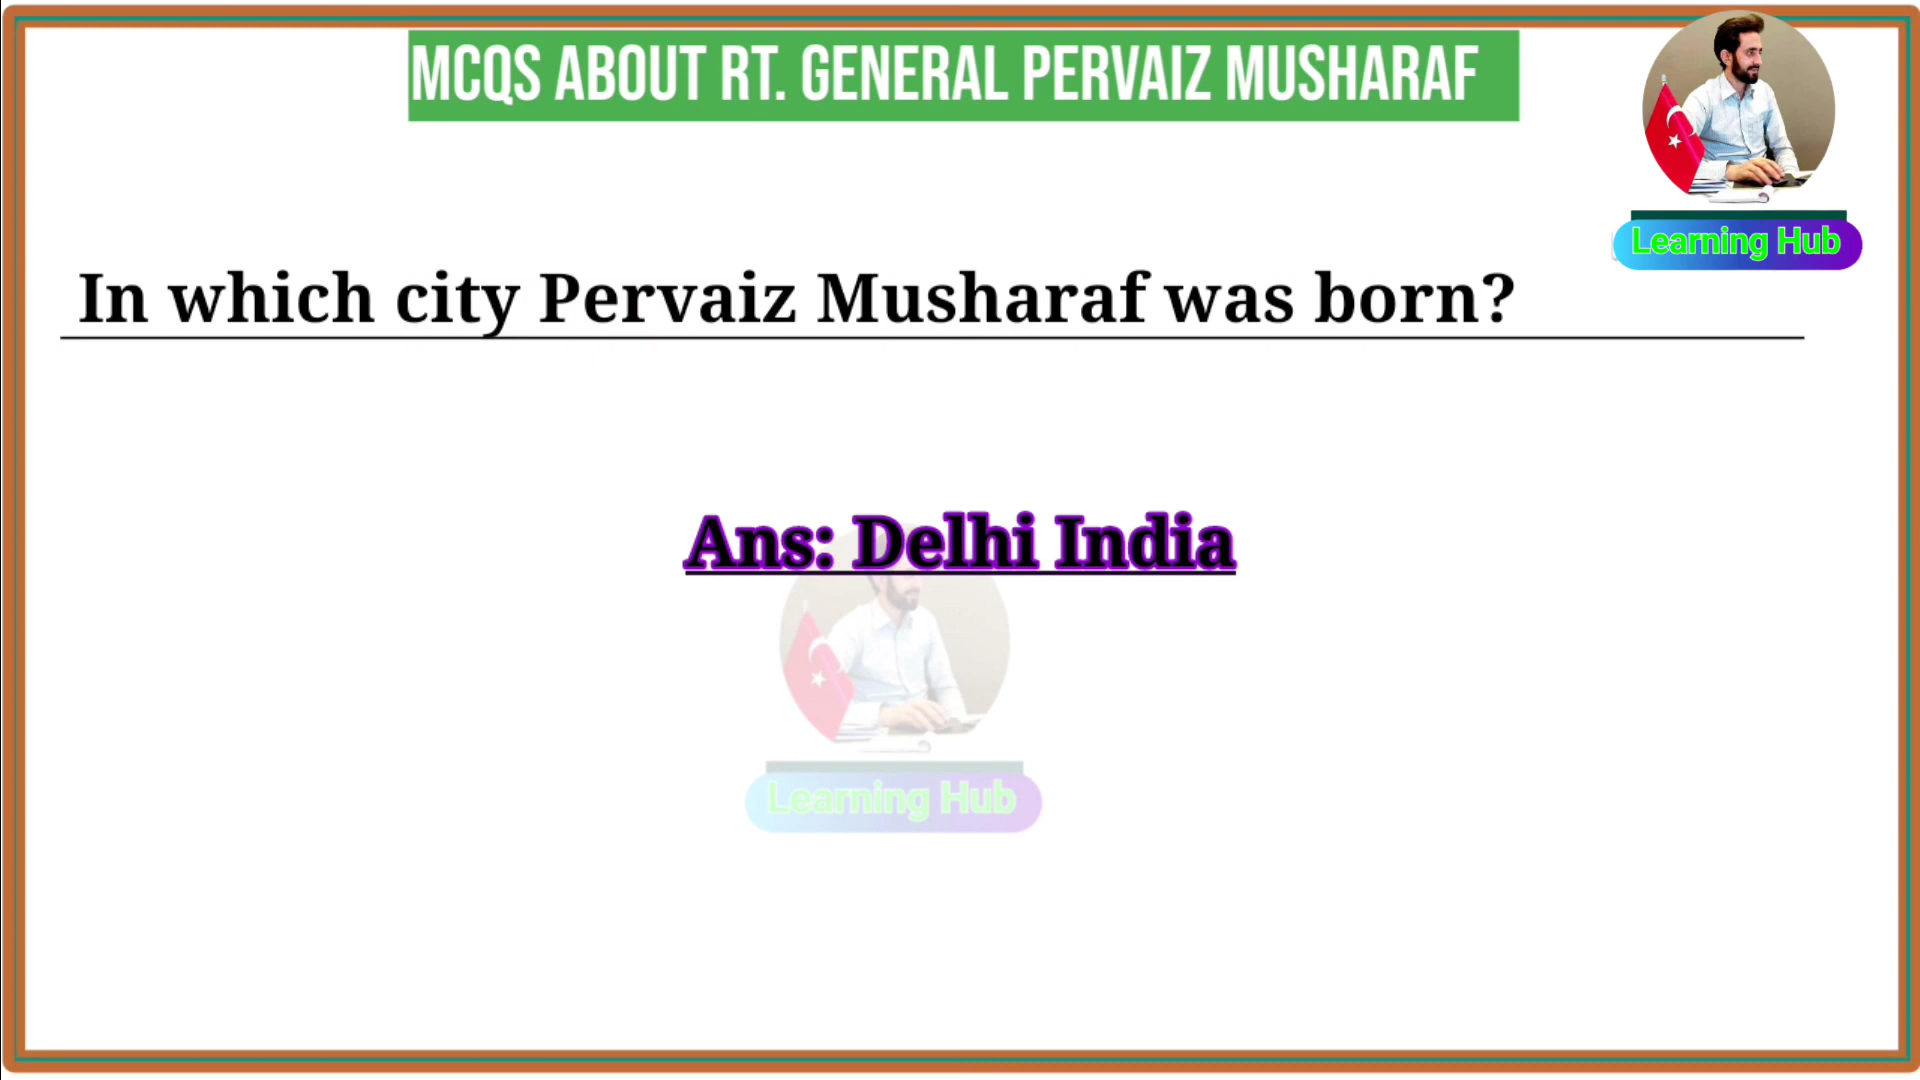 MCQS ABOUT RT. GENERAL PERVAIZ MUSHARAF
Learning Hub
In which city Pervaiz Musharaf was born?
Ans: Delhi India
Learning Hub